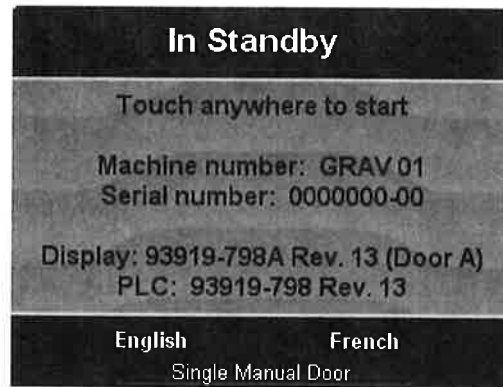 In Standby
Touch anywhere to start
Machine number: GRAV 01
Serial number: 0000000-00
Display: 93919-798A Rev. 13 (Door A)
PLC: 93919-798 Rev. 13
English French
Single Manual Door